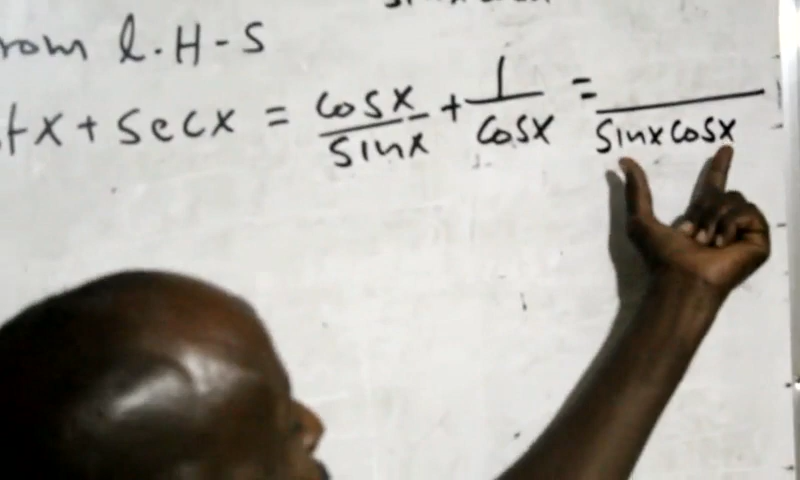 rom L.H-S
tx + secx = cosx/sinx + 1/cosx = /sinxcosx